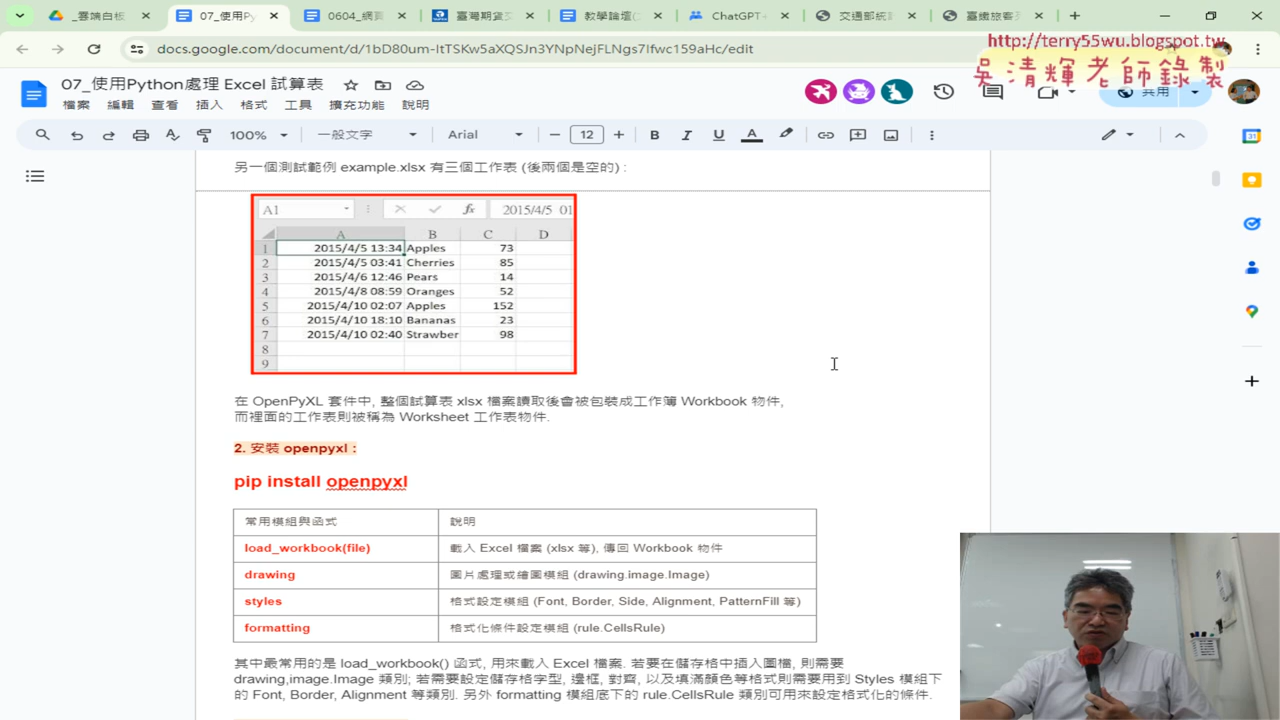 _雲端白板
07_使用Py
0604_網頁
臺灣期貨交
教學論壇(
ChatGPT
交通部統計
臺鐵旅客列
docs.google.com/document/d/1bD80um-ItTSKw5aXQSJn3YNpNejFLNgs7Ifwc159aHc/edit
http://terry55wu.blogspot.tw
吳清輝老師錄製
07_使用Python處理 Excel 試算表
檔案 編輯 查看 插入 格式 工具 擴充功能 說明
共用
100% 一般文字 Arial 12 B I U A
另一個測試範例 example.xlsx 有三個工作表 (後兩個是空的) :
A1 fx 2015/4/5 01
A B C D
1 2015/4/5 13:34 Apples 73
2 2015/4/5 03:41 Cherries 85
3 2015/4/6 12:46 Pears 14
4 2015/4/8 08:59 Oranges 52
5 2015/4/10 02:07 Apples 152
6 2015/4/10 18:10 Bananas 23
7 2015/4/10 02:40 Strawber 98
8
9
在 OpenPyXL 套件中, 整個試算表 xlsx 檔案讀取後會被包裝成工作簿 Workbook 物件,
而裡面的工作表則被稱為 Worksheet 工作表物件.
2. 安裝 openpyxl :
pip install openpyxl
常用模組與函式 說明
load_workbook(file) 載入 Excel 檔案 (xlsx 等), 傳回 Workbook 物件
drawing 圖片處理或繪圖模組 (drawing.image.Image)
styles 格式設定模組 (Font, Border, Side, Alignment, PatternFill 等)
formatting 格式化條件設定模組 (rule.CellsRule)
其中最常用的是 load_workbook() 函式, 用來載入 Excel 檔案. 若要在儲存格中插入圖檔, 則需要
drawing,image.Image 類別; 若需要設定儲存格字型, 邊框, 對齊, 以及填滿顏色等格式則需要用到 Styles 模組下
的 Font, Border, Alignment 等類別. 另外 formatting 模組底下的 rule.CellsRule 類別可用來設定格式化的條件.